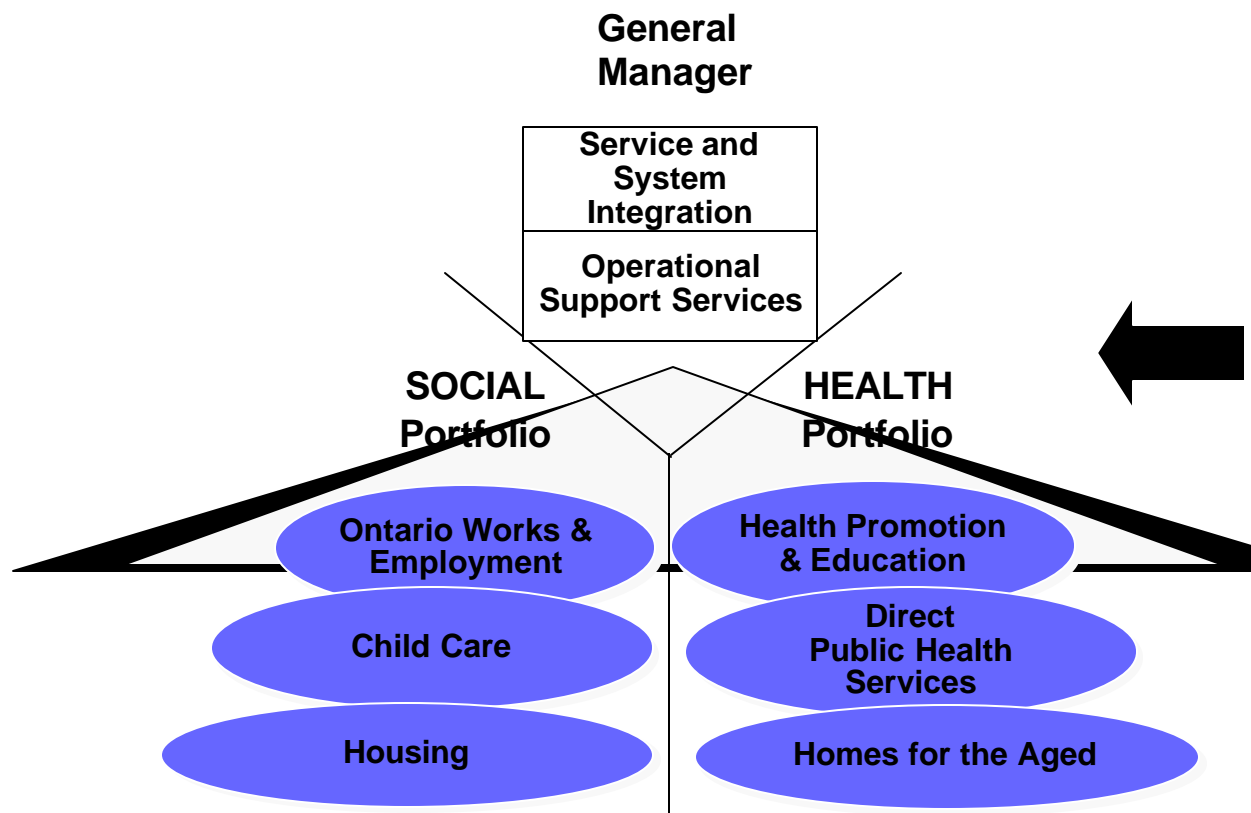 General
Manager
Service and
System
Integration
Operational
Support Services
SOCIAL
Portfolio
HEALTH
Portfolio
Ontario Works &
Employment
Health Promotion
& Education
Child Care
Direct
Public Health
Services
Housing
Homes for the Aged